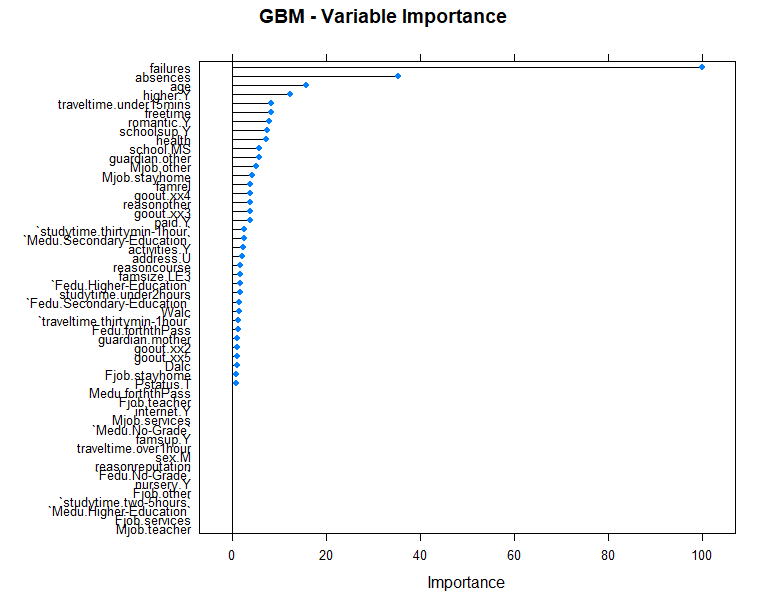 GBM - Variable Importance
failures
absences
age
higher.Y
traveltime.under15mins
freetime
romantic.Y
schoolsup.Y
health
school.MS
guardian.other
Mjob.other
Mjob.stayhome
famrel
goout.xx4
reasonother
goout.xx3
paid.Y
`studytime.thirtymin-1hour`
`Medu.Secondary-Education`
activities.Y
address.U
reasoncourse
famsize.LE3
`Fedu.Higher-Education`
studytime.under2hours
`Fedu.Secondary-Education`
Walc
`traveltime.thirtymin-1hour`
Fedu.forthPass
guardian.mother
goout.xx2
goout.xx5
Dalc
Fjob.stayhome
Pstatus.T
Medu.forthPass
Fjob.teacher
internet.Y
Mjob.services
`Medu.No-Grade`
famsup.Y
traveltime.over1hour
sex.M
reasonreputation
`Fedu.No-Grade`
nursery.Y
Fjob.other
`studytime.two-5hours`
`Medu.Higher-Education`
Fjob.services
Mjob.teacher
0 20 40 60 80 100
Importance